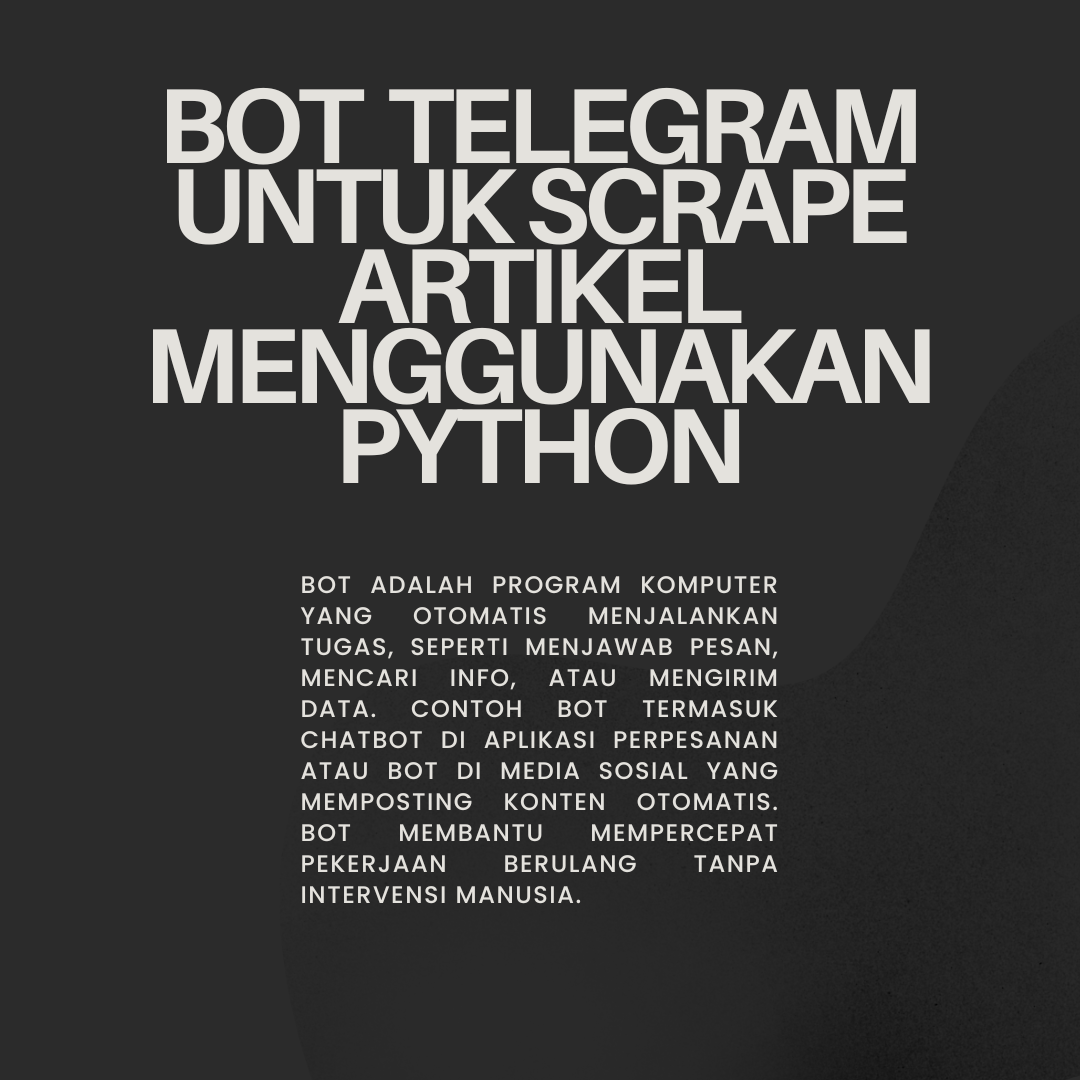 BOT TELEGRAM
UNTUK SCRAPE
ARTIKEL
MENGGUNAKAN
PYTHON
BOT ADALAH PROGRAM KOMPUTER
YANG OTOMATIS MENJALANKAN
TUGAS, SEPERTI MENJAWAB PESAN,
MENCARI INFO, ATAU MENGIRIM
DATA. CONTOH BOT TERMASUK
CHATBOT DI APLIKASI PERPESANAN
ATAU BOT DI MEDIA SOSIAL YANG
MEMPOSTING KONTEN OTOMATIS.
BOT MEMBANTU MEMPERCEPAT
PEKERJAAN BERULANG TANPA
INTERVENSI MANUSIA.